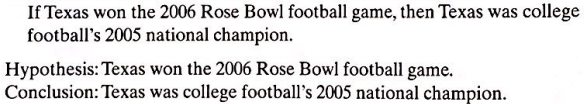 If Texas won the 2006 Rose Bowl football game, then Texas was college
football's 2005 national champion.
Hypothesis: Texas won the 2006 Rose Bowl football game.
Conclusion: Texas was college football's 2005 national champion.